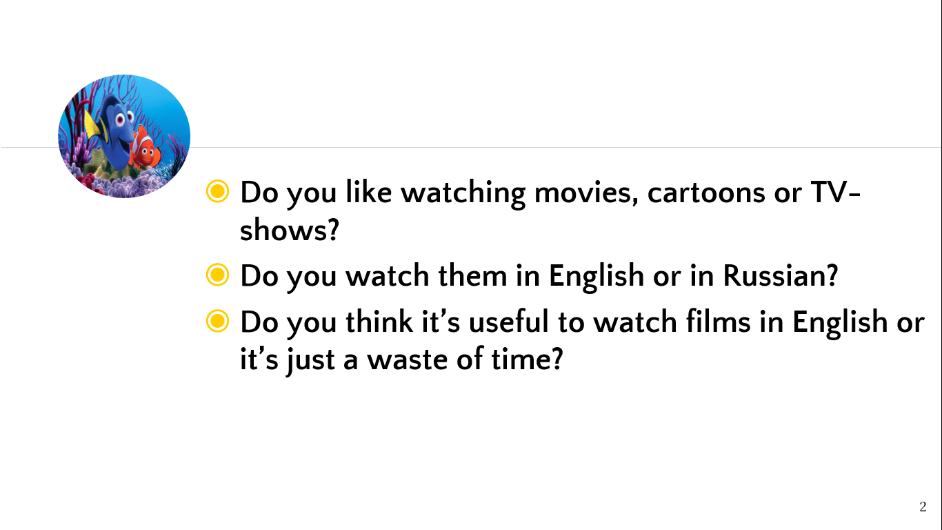 Do you like watching movies, cartoons or TV-
shows?
Do you watch them in English or in Russian?
Do you think it’s useful to watch films in English or
it’s just a waste of time?
2